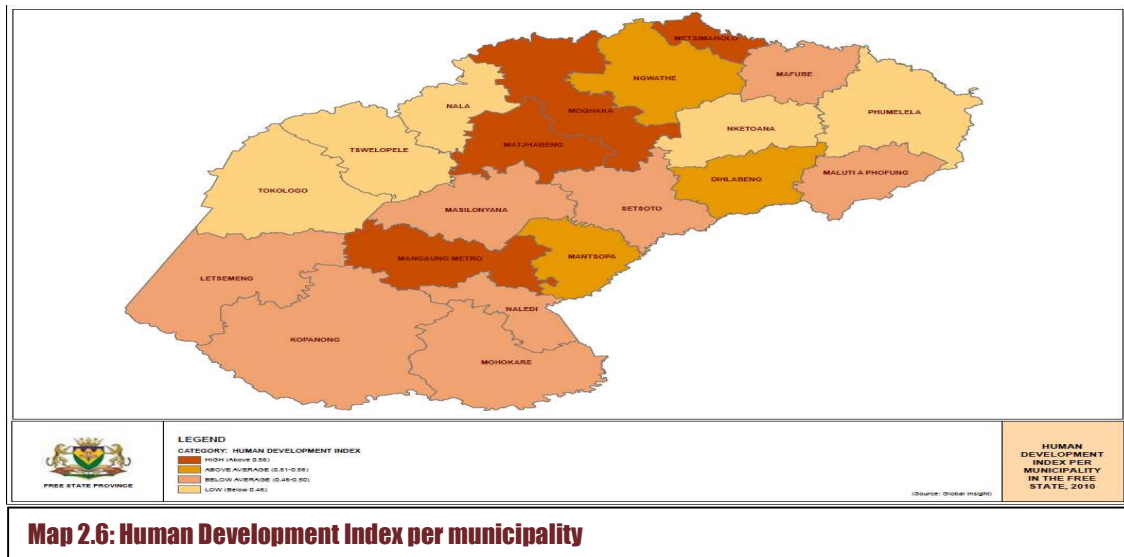 METSIMAHOLO
NGWATHE
MAFUBE
NALA
MOQHAKA
PHUMELELA
NKETOANA
TSWELOPELE
MATJHABENG
DIHLABENG
MALUTI A PHOFUNG
TOKOLOGO
MASILONYANA
SETSOTO
MANGAUNG METRO
MANTSOPA
LETSEMENG
NALEDI
KOPANONG
MOHOKARE
FREE STATE PROVINCE
LEGEND
CATEGORY: HUMAN DEVELOPMENT INDEX
HIGH (Above 0.56)
ABOVE AVERAGE (0.51-0.56)
BELOW AVERAGE (0.46-0.50)
LOW (Below 0.46)
(Source: Global Insight)
HUMAN
DEVELOPMENT
INDEX PER
MUNICIPALITY
IN THE FREE
STATE, 2010
Map 2.6: Human Development Index per municipality